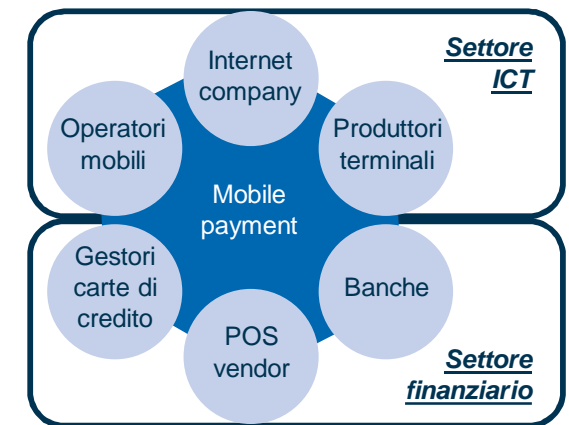 Settore
ICT
Internet
company
Operatori
mobili
Produttori
terminali
Mobile
payment
Gestori
carte di
credito
Banche
POS
vendor
Settore
finanziario